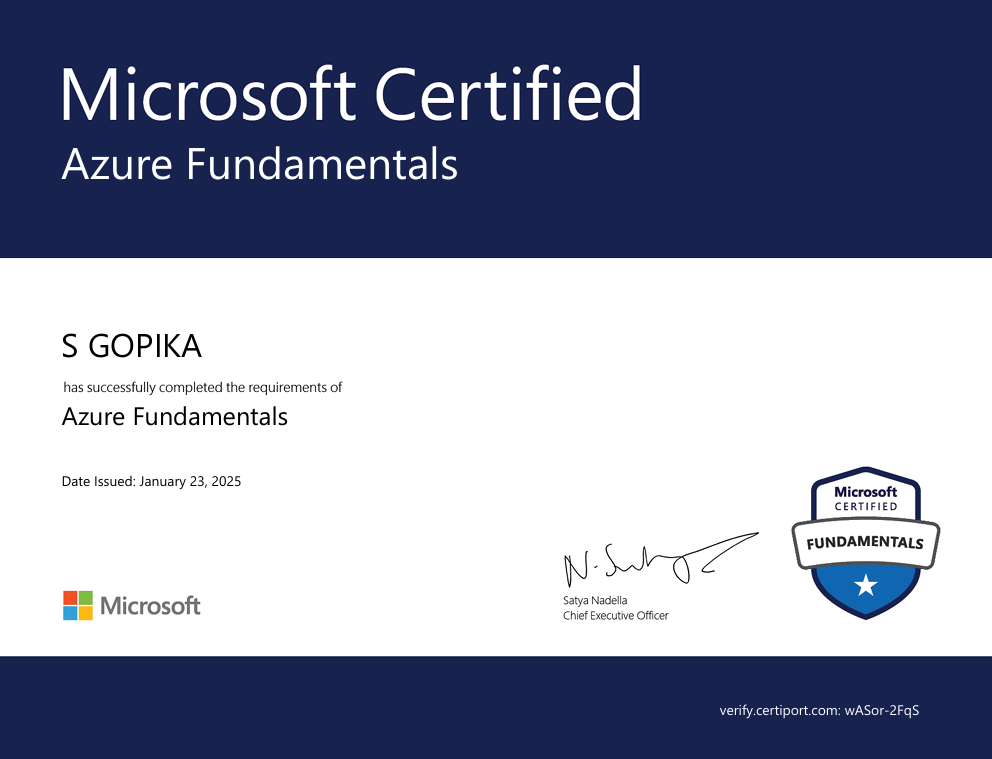 Microsoft Certified
Azure Fundamentals
S GOPIKA
has successfully completed the requirements of
Azure Fundamentals
Date Issued: January 23, 2025
Microsoft
CERTIFIED
FUNDAMENTALS
Satya Nadella
Chief Executive Officer
Microsoft
verify.certiport.com: wASor-2FqS